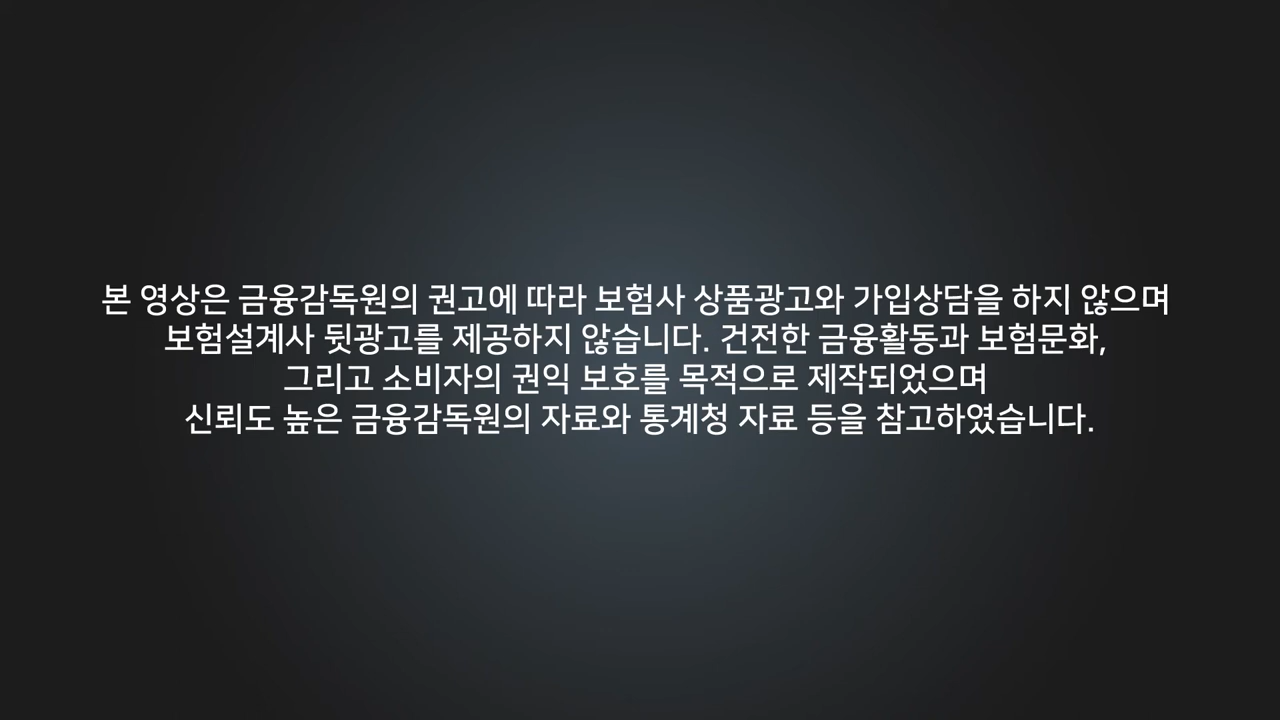 본 영상은 금융감독원의 권고에 따라 보험사 상품광고와 가입상담을 하지 않으며
보험설계사 뒷광고를 제공하지 않습니다. 건전한 금융활동과 보험문화,
그리고 소비자의 권익 보호를 목적으로 제작되었으며
신뢰도 높은 금융감독원의 자료와 통계청 자료 등을 참고하였습니다.